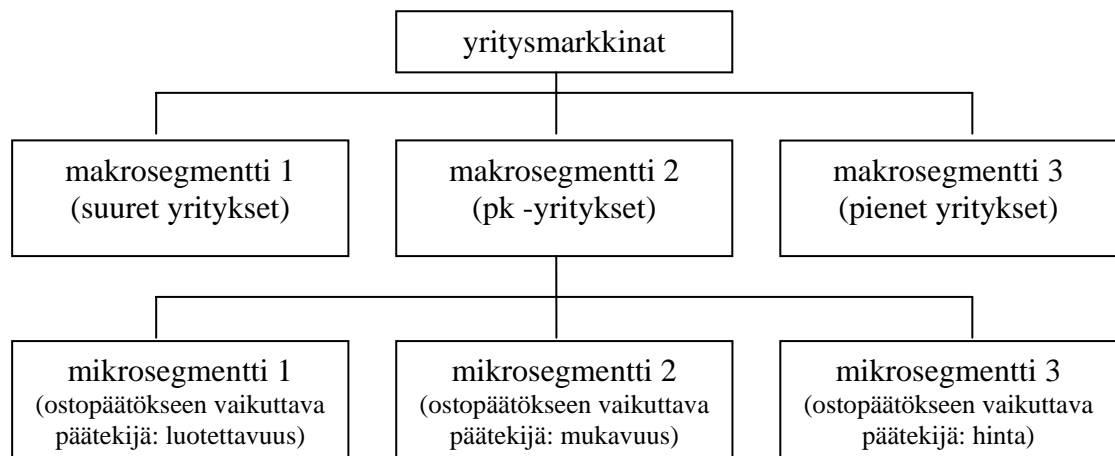 yritysmarkkinat
makrosegmentti 1
(suuret yritykset)
makrosegmentti 2
(pk -yritykset)
makrosegmentti 3
(pienet yritykset)
mikrosegmentti 1
(ostopäätökseen vaikuttava
päätekijä: luotettavuus)
mikrosegmentti 2
(ostopäätökseen vaikuttava
päätekijä: mukavuus)
mikrosegmentti 3
(ostopäätökseen vaikuttava
päätekijä: hinta)